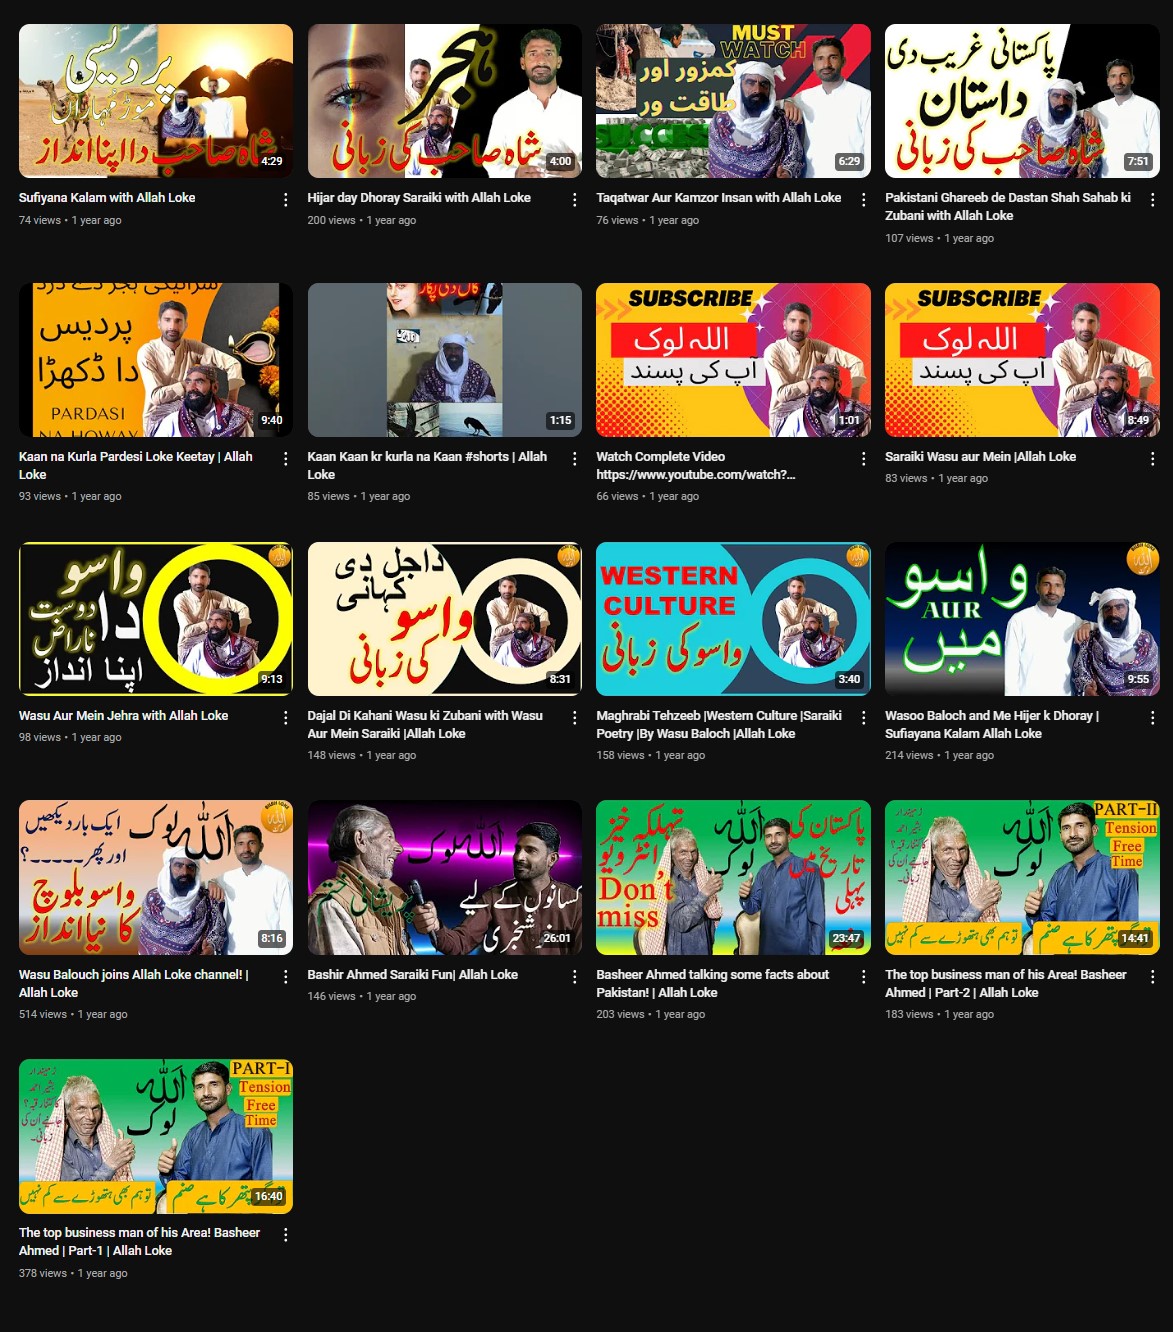 پردیسی
موڑ مُہاراں
شاہ صاحب دا اپنا انداز
4:29
Sufiyana Kalam with Allah Loke
74 views • 1 year ago
ہجر
شاہ صاحب کی زبانی
4:00
Hijar day Dhoray Saraiki with Allah Loke
200 views • 1 year ago
MUST
WATCH
کمزور اور
طاقت ور
6:29
Taqatwar Aur Kamzor Insan with Allah Loke
76 views • 1 year ago
پاکستانی غریب دی
داستان
شاہ صاحب کی زبانی
7:51
Pakistani Ghareeb de Dastan Shah Sahab ki
Zubani with Allah Loke
107 views • 1 year ago
سرائیکی ہجر دے درد
پردیس
دا ڈکھڑا
PARDASI
NA HOWAY
9:40
Kaan na Kurla Pardesi Loke Keetay | Allah
Loke
93 views • 1 year ago
1:15
Kaan Kaan kr kurla na Kaan #shorts | Allah
Loke
85 views • 1 year ago
SUBSCRIBE
اللہ لوک
آپ کی پسند
1:01
Watch Complete Video
https://www.youtube.com/watch?...
66 views • 1 year ago
SUBSCRIBE
اللہ لوک
آپ کی پسند
8:49
Saraiki Wasu aur Mein |Allah Loke
83 views • 1 year ago
واسو
دا
دوست
ناراض
اپنا انداز
9:13
Wasu Aur Mein Jehra with Allah Loke
98 views • 1 year ago
داجل دی
کہانی
واسو
کی زبانی
8:31
Dajal Di Kahani Wasu ki Zubani with Wasu
Aur Mein Saraiki |Allah Loke
148 views • 1 year ago
WESTERN
CULTURE
واسو کی زبانی
3:40
Maghrabi Tehzeeb |Western Culture |Saraiki
Poetry |By Wasu Baloch |Allah Loke
158 views • 1 year ago
واسو
AUR
میں
9:55
Wasoo Baloch and Me Hijer k Dhoray |
Sufiayana Kalam Allah Loke
214 views • 1 year ago
اللہ لوک
ایک بار دیکھیں
اور پھر ۔۔۔۔۔؟
واسو بلوچ
کا نیا انداز
8:16
Wasu Balouch joins Allah Loke channel! |
Allah Loke
514 views • 1 year ago
اللہ لوک
کسانوں کے لیے
خوشخبری
پریشانی ختم
26:01
Bashir Ahmed Saraiki Fun| Allah Loke
146 views • 1 year ago
پاکستان کی
تاریخ میں
پہلی
اللہ
لوک
تہلکہ خیز
انٹرویو
Don't
miss
23:47
Basheer Ahmed talking some facts about
Pakistan! | Allah Loke
203 views • 1 year ago
PART-II
Tension
Free
Time
اللہ
لوک
زمیندار
بشیر احمد
تو ہم بھی ہتھوڑے سے کم نہیں
پتھر کا ہے صنم
14:41
The top business man of his Area! Basheer
Ahmed | Part-2 | Allah Loke
183 views • 1 year ago
PART-I
Tension
Free
Time
اللہ
لوک
زمیندار
بشیر احمد
تو ہم بھی ہتھوڑے سے کم نہیں
پتھر کا ہے صنم
16:40
The top business man of his Area! Basheer
Ahmed | Part-1 | Allah Loke
378 views • 1 year ago